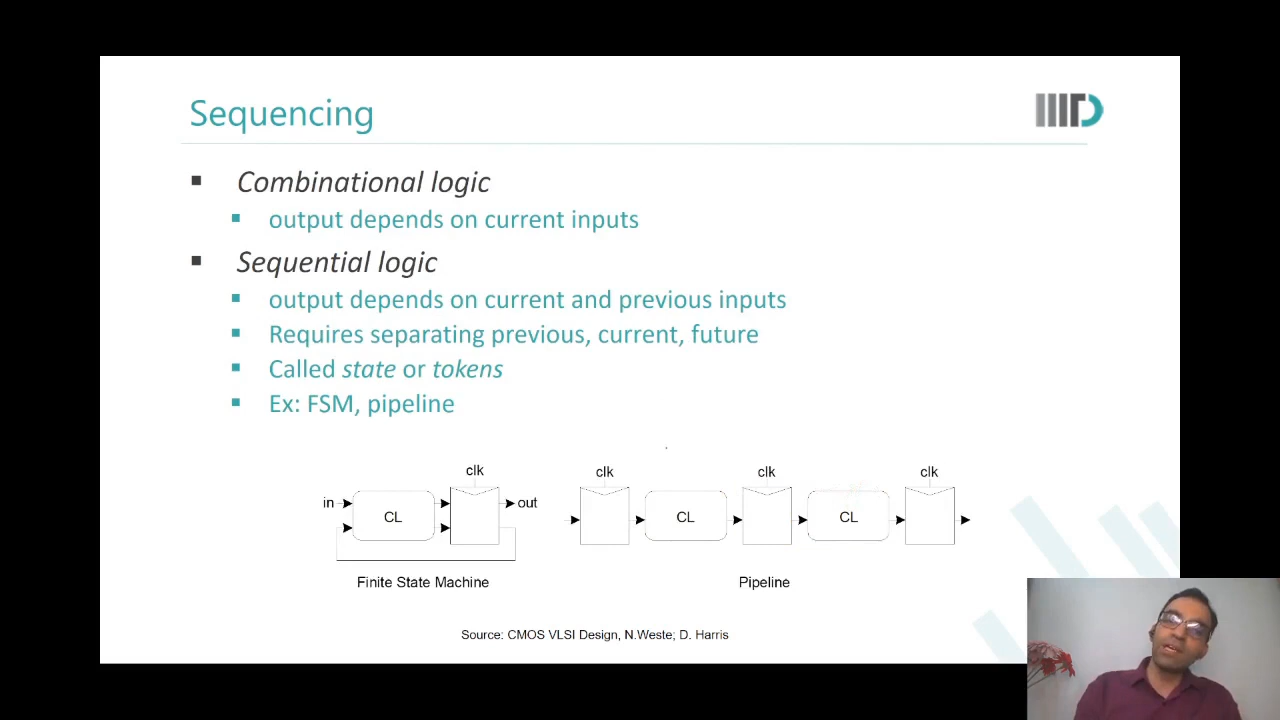 Sequencing
IIITD
Combinational logic
output depends on current inputs
Sequential logic
output depends on current and previous inputs
Requires separating previous, current, future
Called state or tokens
Ex: FSM, pipeline
clk clk clk clk
in CL out CL CL
Finite State Machine Pipeline
Source: CMOS VLSI Design, N.Weste; D. Harris